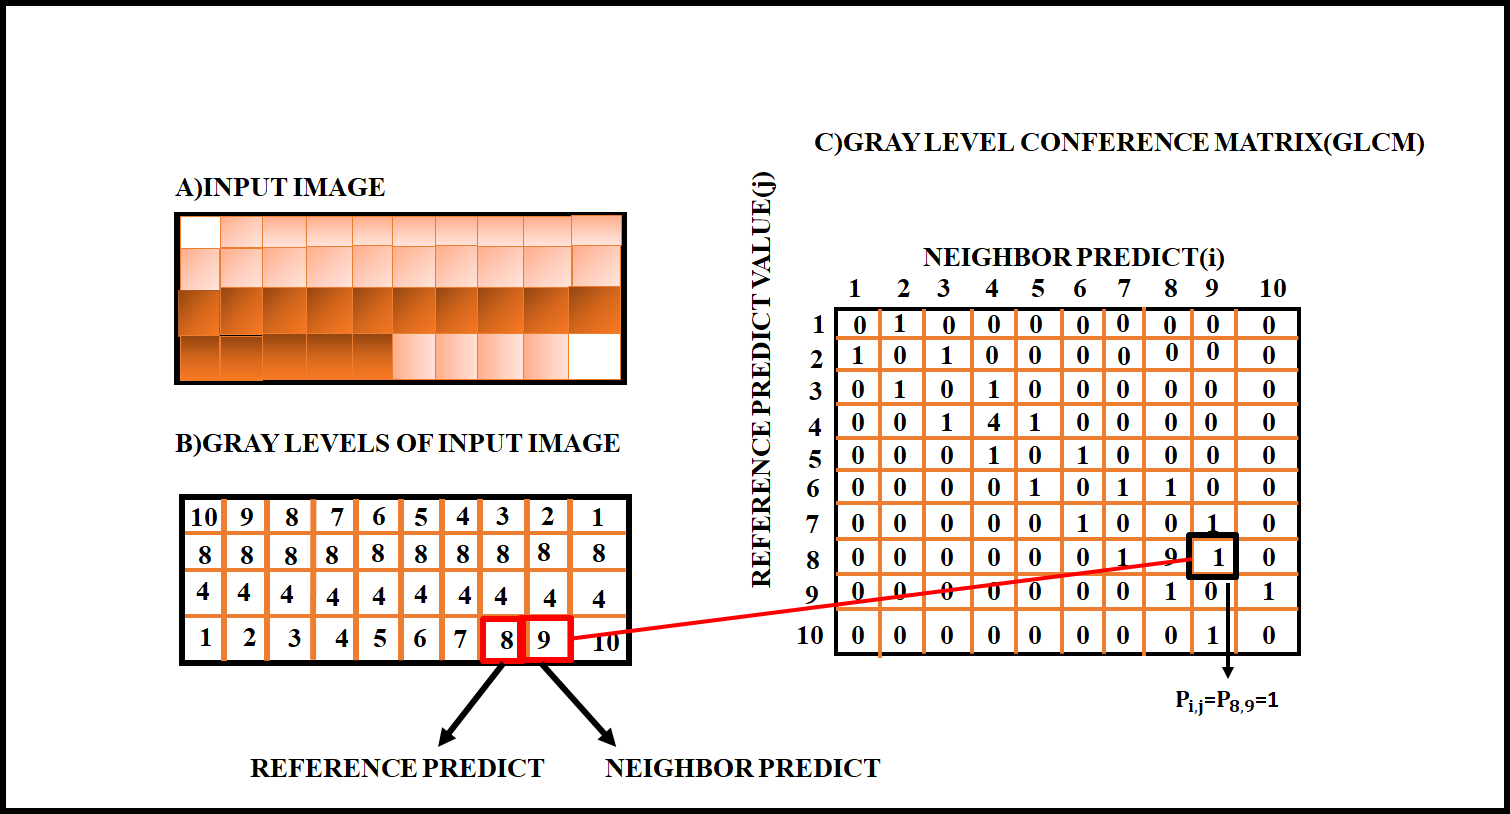 C)GRAY LEVEL CONFERENCE MATRIX(GLCM)
A)INPUT IMAGE
B)GRAY LEVELS OF INPUT IMAGE
10 9 8 7 6 5 4 3 2 1
8 8 8 8 8 8 8 8 8 8
4 4 4 4 4 4 4 4 4 4
1 2 3 4 5 6 7 8 9 10
REFERENCE PREDICT
NEIGHBOR PREDICT
REFERENCE PREDICT VALUE(j)
NEIGHBOR PREDICT(i)
1 2 3 4 5 6 7 8 9 10
1 0 1 0 0 0 0 0 0 0 0
2 1 0 1 0 0 0 0 0 0 0
3 0 1 0 1 0 0 0 0 0 0
4 0 0 1 4 1 0 0 0 0 0
5 0 0 0 1 0 1 0 0 0 0
6 0 0 0 0 1 0 1 1 0 0
7 0 0 0 0 0 1 0 0 1 0
8 0 0 0 0 0 0 1 9 1 0
9 0 0 0 0 0 0 0 1 0 1
10 0 0 0 0 0 0 0 0 1 0
Pi,j=P8,9=1